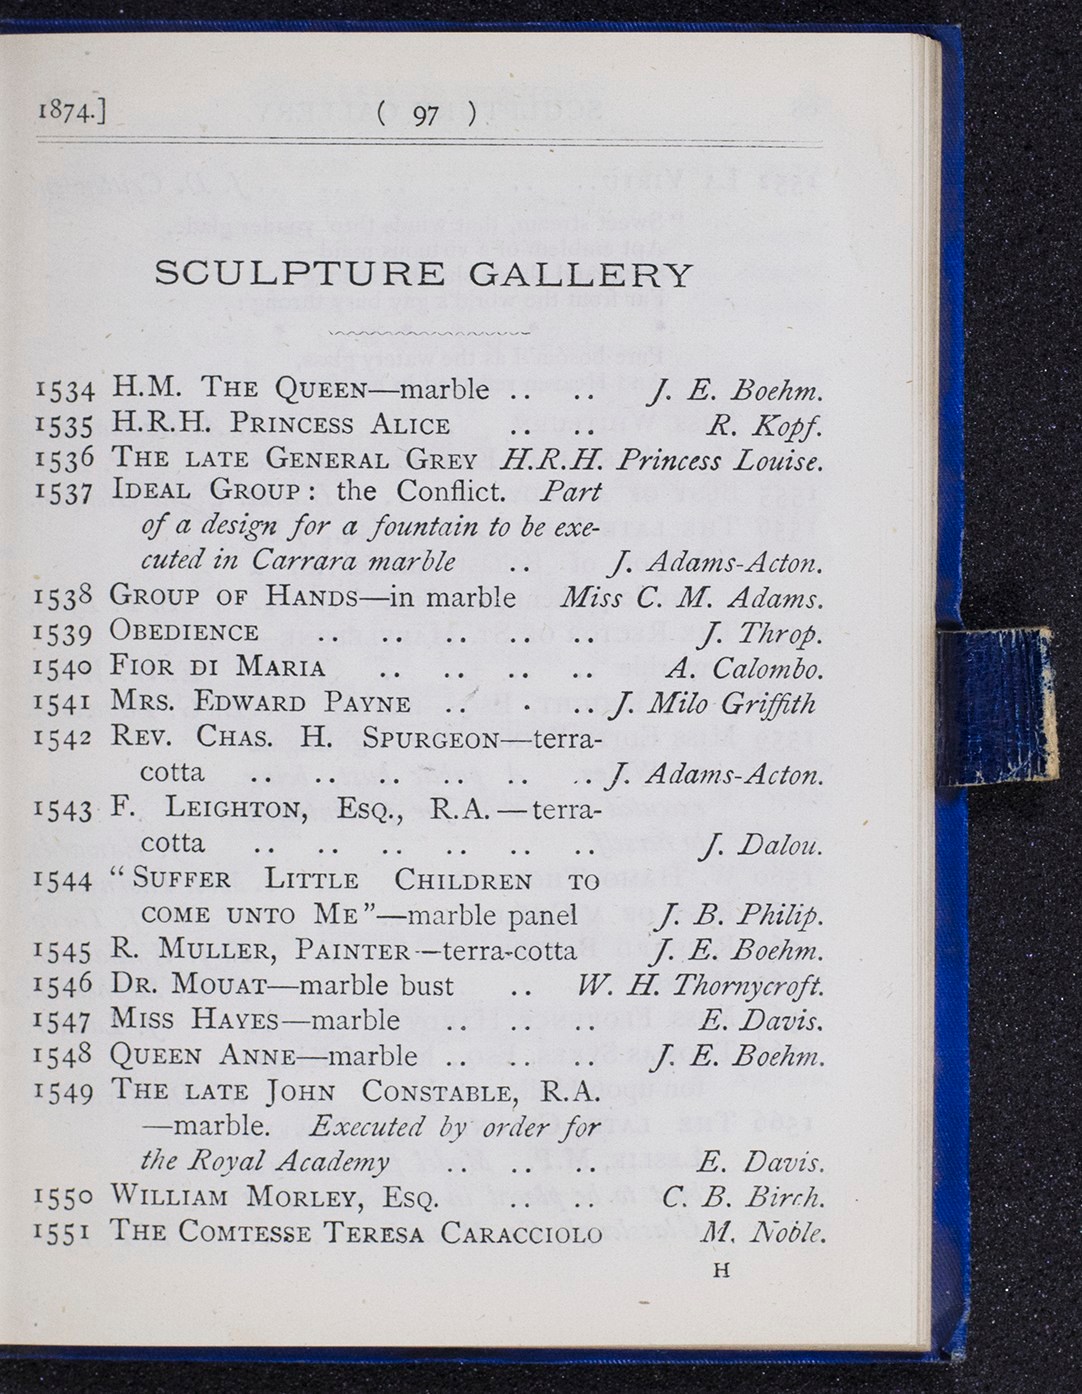 1874.] ( 97 )
SCULPTURE GALLERY
1534 H.M. THE QUEEN—marble .. .. J. E. Boehm.
1535 H.R.H. PRINCESS ALICE .. .. R. Kopf.
1536 THE LATE GENERAL GREY H.R.H. Princess Louise.
1537 IDEAL GROUP: the Conflict. Part
of a design for a fountain to be exe-
cuted in Carrara marble .. J. Adams-Acton.
1538 GROUP OF HANDS—in marble Miss C. M. Adams.
1539 OBEDIENCE .. .. .. .. .. J. Throp.
1540 FIOR DI MARIA .. .. .. .. A. Calombo.
1541 MRS. EDWARD PAYNE .. . .. J. Milo Griffith
1542 REV. CHAS. H. SPURGEON—terra-
cotta .. .. .. .. .. .. J. Adams-Acton.
1543 F. LEIGHTON, ESQ., R.A.—terra-
cotta .. .. .. .. .. .. J. Dalou.
1544 “SUFFER LITTLE CHILDREN TO
COME UNTO ME”—marble panel J. B. Philip.
1545 R. MULLER, PAINTER—terra-cotta J. E. Boehm.
1546 DR. MOUAT—marble bust .. W. H. Thornycroft.
1547 MISS HAYES—marble .. .. .. E. Davis.
1548 QUEEN ANNE—marble .. .. .. J. E. Boehm.
1549 THE LATE JOHN CONSTABLE, R.A.
—marble. Executed by order for
the Royal Academy .. .. .. E. Davis.
1550 WILLIAM MORLEY, ESQ. .. .. C. B. Birch.
1551 THE COMTESSE TERESA CARACCIOLO M. Noble.
H